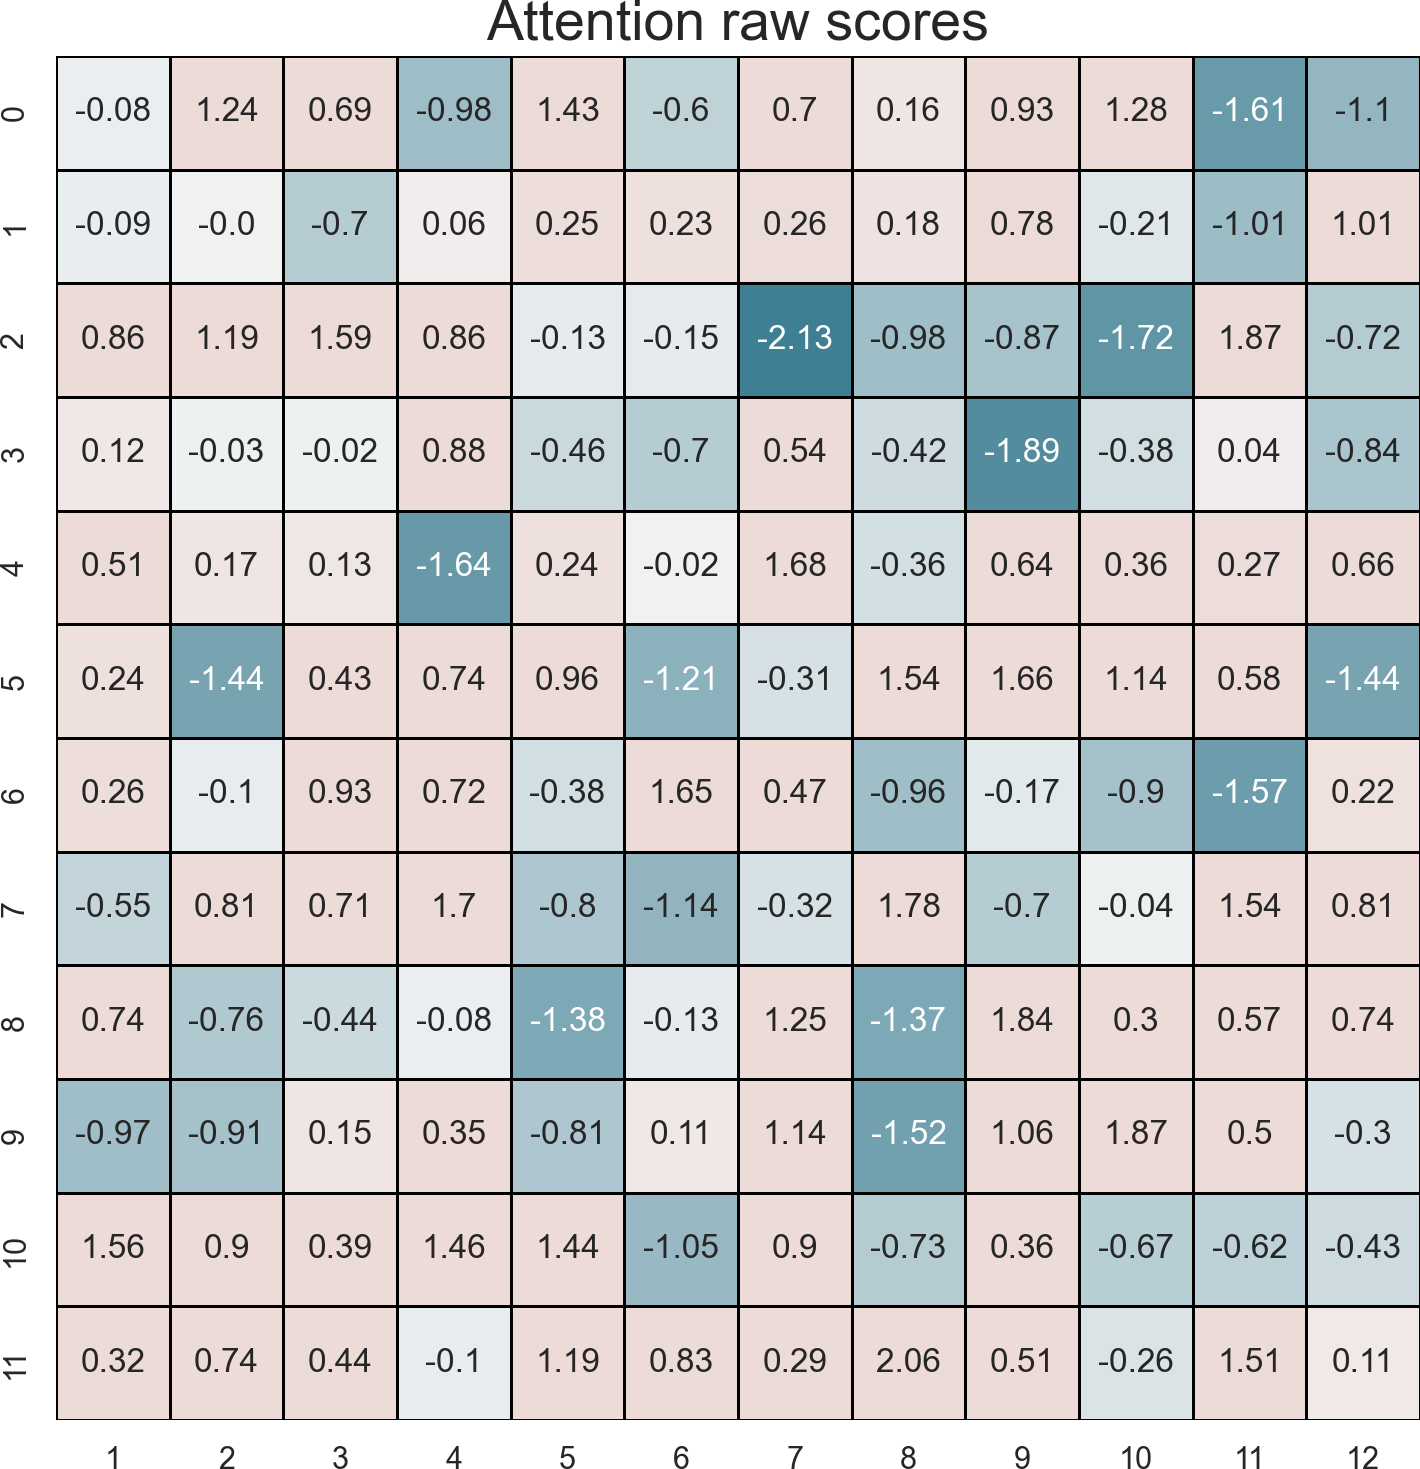 Attention raw scores
0 -0.08 1.24 0.69 -0.98 1.43 -0.6 0.7 0.16 0.93 1.28 -1.61 -1.1
1 -0.09 -0.0 -0.7 0.06 0.25 0.23 0.26 0.18 0.78 -0.21 -1.01 1.01
2 0.86 1.19 1.59 0.86 -0.13 -0.15 -2.13 -0.98 -0.87 -1.72 1.87 -0.72
3 0.12 -0.03 -0.02 0.88 -0.46 -0.7 0.54 -0.42 -1.89 -0.38 0.04 -0.84
4 0.51 0.17 0.13 -1.64 0.24 -0.02 1.68 -0.36 0.64 0.36 0.27 0.66
5 0.24 -1.44 0.43 0.74 0.96 -1.21 -0.31 1.54 1.66 1.14 0.58 -1.44
6 0.26 -0.1 0.93 0.72 -0.38 1.65 0.47 -0.96 -0.17 -0.9 -1.57 0.22
7 -0.55 0.81 0.71 1.7 -0.8 -1.14 -0.32 1.78 -0.7 -0.04 1.54 0.81
8 0.74 -0.76 -0.44 -0.08 -1.38 -0.13 1.25 -1.37 1.84 0.3 0.57 0.74
9 -0.97 -0.91 0.15 0.35 -0.81 0.11 1.14 -1.52 1.06 1.87 0.5 -0.3
10 1.56 0.9 0.39 1.46 1.44 -1.05 0.9 -0.73 0.36 -0.67 -0.62 -0.43
11 0.32 0.74 0.44 -0.1 1.19 0.83 0.29 2.06 0.51 -0.26 1.51 0.11
1 2 3 4 5 6 7 8 9 10 11 12